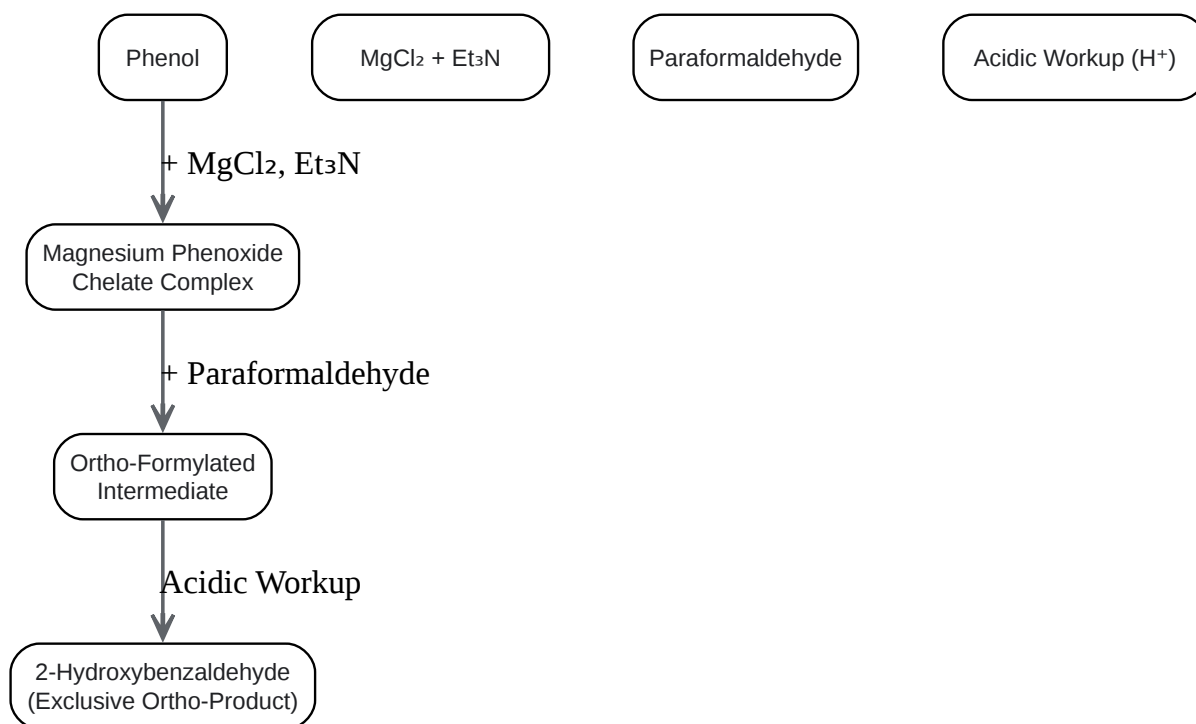 Phenol
MgCl₂ + Et₃N
Paraformaldehyde
Acidic Workup (H⁺)
+ MgCl₂, Et₃N
Magnesium Phenoxide
Chelate Complex
+ Paraformaldehyde
Ortho-Formylated
Intermediate
Acidic Workup
2-Hydroxybenzaldehyde
(Exclusive Ortho-Product)